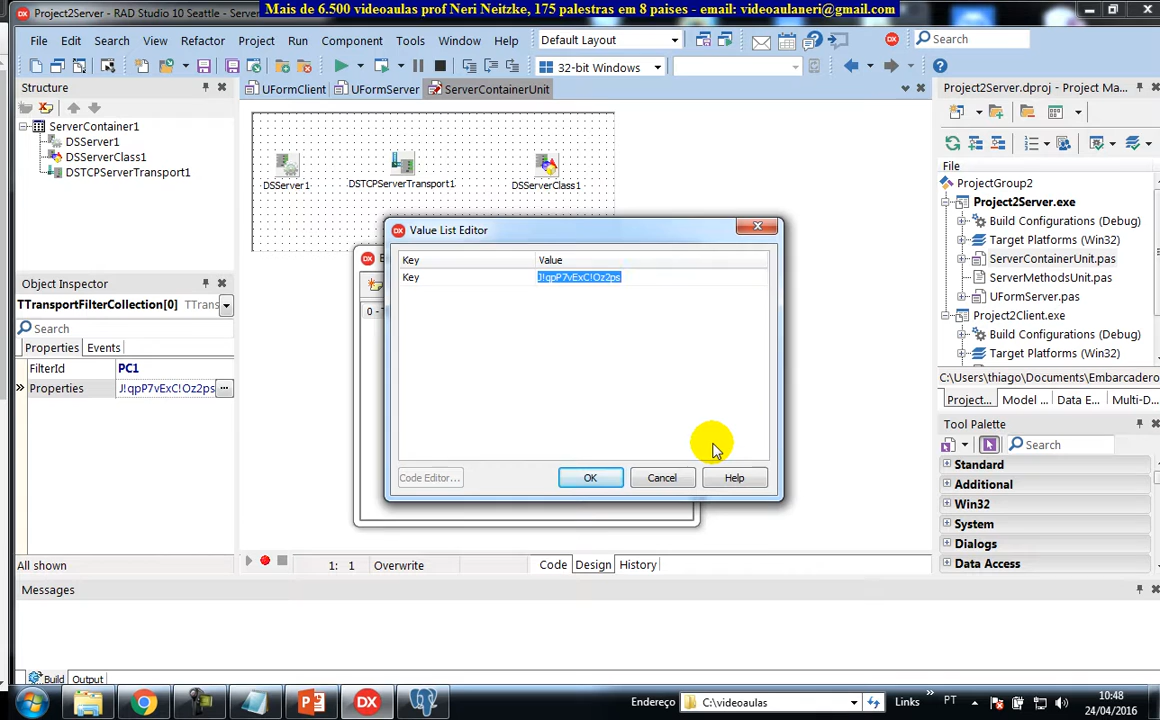 Mais de 6.500 videoaulas prof Neri Neitzke, 175 palestras em 8 paises - email: videoaulaneri@gmail.com
Project2Server - RAD Studio 10 Seattle - Server
File Edit Search View Refactor Project Run Component Tools Window Help Default Layout Search
32-bit Windows
Structure
UFormClient UFormServer ServerContainerUnit
Project2Server.dproj - Project Ma...
ServerContainer1
DSServer1
DSServerClass1
DSTCPServerTransport1
DSServer1 DSTCPServerTransport1 DSServerClass1
File
ProjectGroup2
Project2Server.exe
Build Configurations (Debug)
Target Platforms (Win32)
ServerContainerUnit.pas
ServerMethodsUnit.pas
UFormServer.pas
Project2Client.exe
Build Configurations (Debug)
Target Platforms (Win32)
C:\Users\thiago\Documents\Embarcadero
Project... Model ... Data E... Multi-D...
Value List Editor
Key Value
Key J!qpP7vExC!Oz2ps
Code Editor... OK Cancel Help
Object Inspector
TTransportFilterCollection[0] TTrans
Search
Properties Events
FilterId PC1
Properties J!qpP7vExC!Oz2ps
All shown
Tool Palette
Search
Standard
Additional
Win32
System
Dialogs
Data Access
1: 1 Overwrite Code Design History
Messages
Build Output
Endereço C:\videoaulas Links PT
10:48
24/04/2016